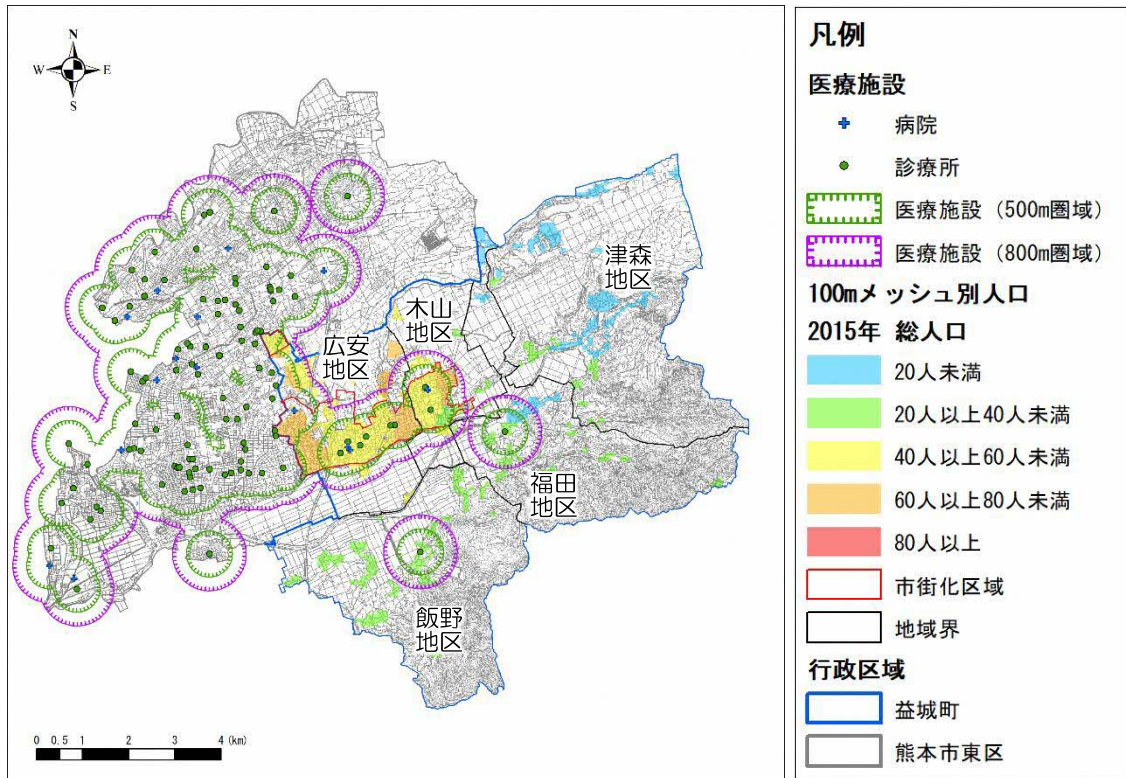 N
W E
S
津森
地区
木山
地区
広安
地区
福田
地区
飯野
地区
0 0.5 1 2 3 4 (km)
凡例
医療施設
病院
診療所
医療施設（500m圏域）
医療施設（800m圏域）
100mメッシュ別人口
2015年 総人口
20人未満
20人以上40人未満
40人以上60人未満
60人以上80人未満
80人以上
市街化区域
地域界
行政区域
益城町
熊本市東区